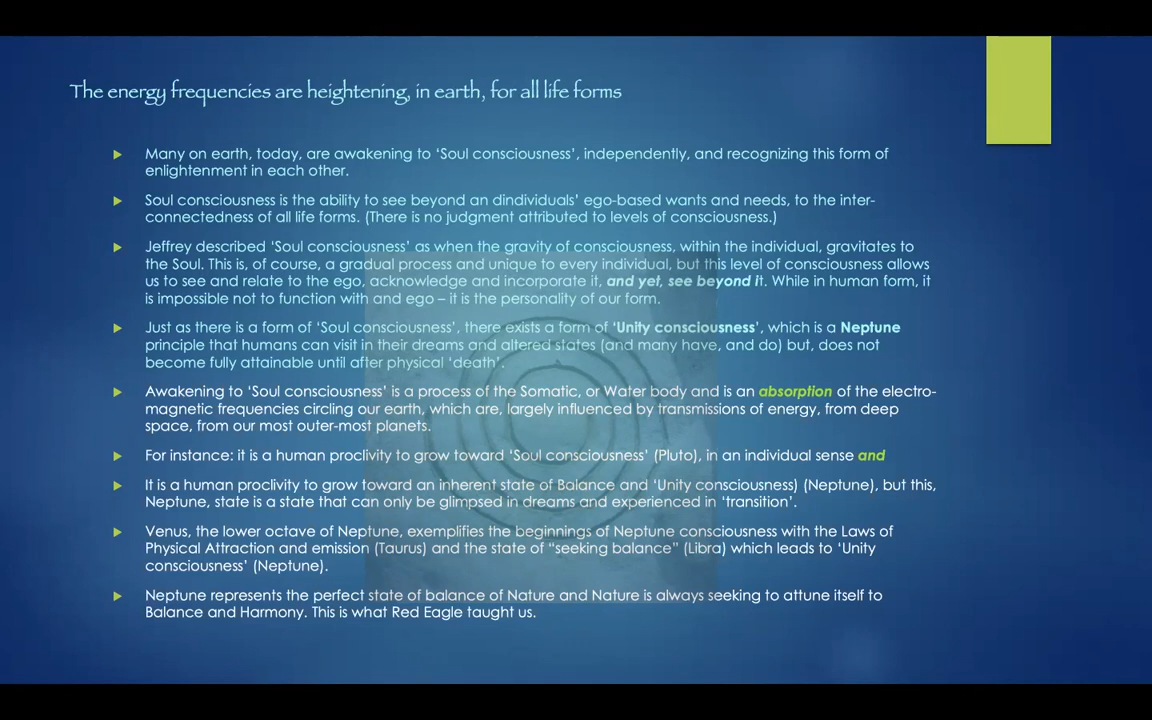 The energy frequencies are heightening, in earth, for all life forms
Many on earth, today, are awakening to ‘Soul consciousness’, independently, and recognizing this form of
enlightenment in each other.
Soul consciousness is the ability to see beyond an dindividuals’ ego-based wants and needs, to the inter-
connectedness of all life forms. (There is no judgment attributed to levels of consciousness.)
Jeffrey described ‘Soul consciousness’ as when the gravity of consciousness, within the individual, gravitates to
the Soul. This is, of course, a gradual process and unique to every individual, but this level of consciousness allows
us to see and relate to the ego, acknowledge and incorporate it, and yet, see beyond it. While in human form, it
is impossible not to function with and ego – it is the personality of our form.
Just as there is a form of ‘Soul consciousness’, there exists a form of ‘Unity consciousness’, which is a Neptune
principle that humans can visit in their dreams and altered states (and many have, and do) but, does not
become fully attainable until after physical ‘death’.
Awakening to ‘Soul consciousness’ is a process of the Somatic, or Water body and is an absorption of the electro-
magnetic frequencies circling our earth, which are, largely influenced by transmissions of energy, from deep
space, from our most outer-most planets.
For instance: it is a human proclivity to grow toward ‘Soul consciousness’ (Pluto), in an individual sense and
It is a human proclivity to grow toward an inherent state of Balance and ‘Unity consciousness) (Neptune), but this,
Neptune, state is a state that can only be glimpsed in dreams and experienced in ‘transition’.
Venus, the lower octave of Neptune, exemplifies the beginnings of Neptune consciousness with the Laws of
Physical Attraction and emission (Taurus) and the state of “seeking balance” (Libra) which leads to ‘Unity
consciousness’ (Neptune).
Neptune represents the perfect state of balance of Nature and Nature is always seeking to attune itself to
Balance and Harmony. This is what Red Eagle taught us.